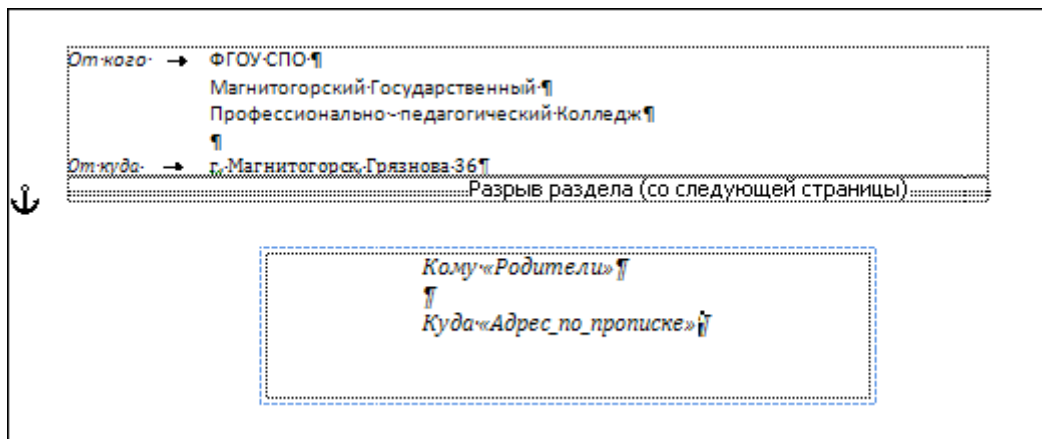 От кого → ФГОУ·СПО·¶
Магнитогорский·Государственный·¶
Профессионально·-·педагогический·Колледж¶
¶
От·куда· → г.·Магнитогорск,·Грязнова·36¶
Разрыв раздела (со следующей страницы)
Кому·«Родители»¶
¶
Куда·«Адрес_по_прописке»¶